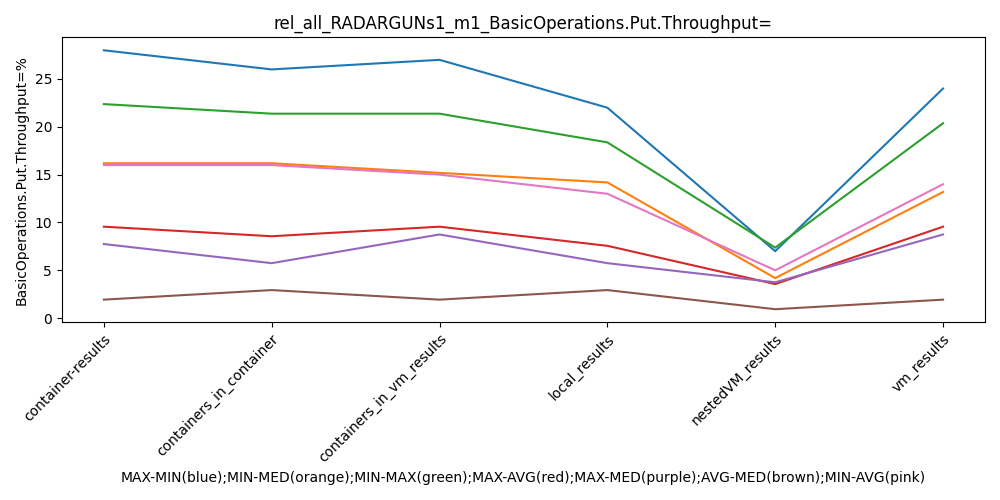 rel_all_RADARGUNs1_m1_BasicOperations.Put.Throughput=
BasicOperations.Put.Throughput=%
25
20
15
10
5
0
container-results
containers_in_container
containers_in_vm_results
local_results
nestedVM_results
vm_results
MAX-MIN(blue);MIN-MED(orange);MIN-MAX(green);MAX-AVG(red);MAX-MED(purple);AVG-MED(brown);MIN-AVG(pink)